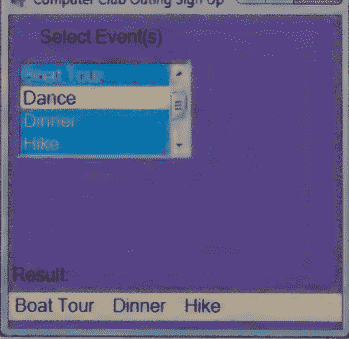 Computer Club Outing Sign Up
Select Event(s)
Boat Tour
Dance
Dinner
Hike
Result:
Boat Tour Dinner Hike